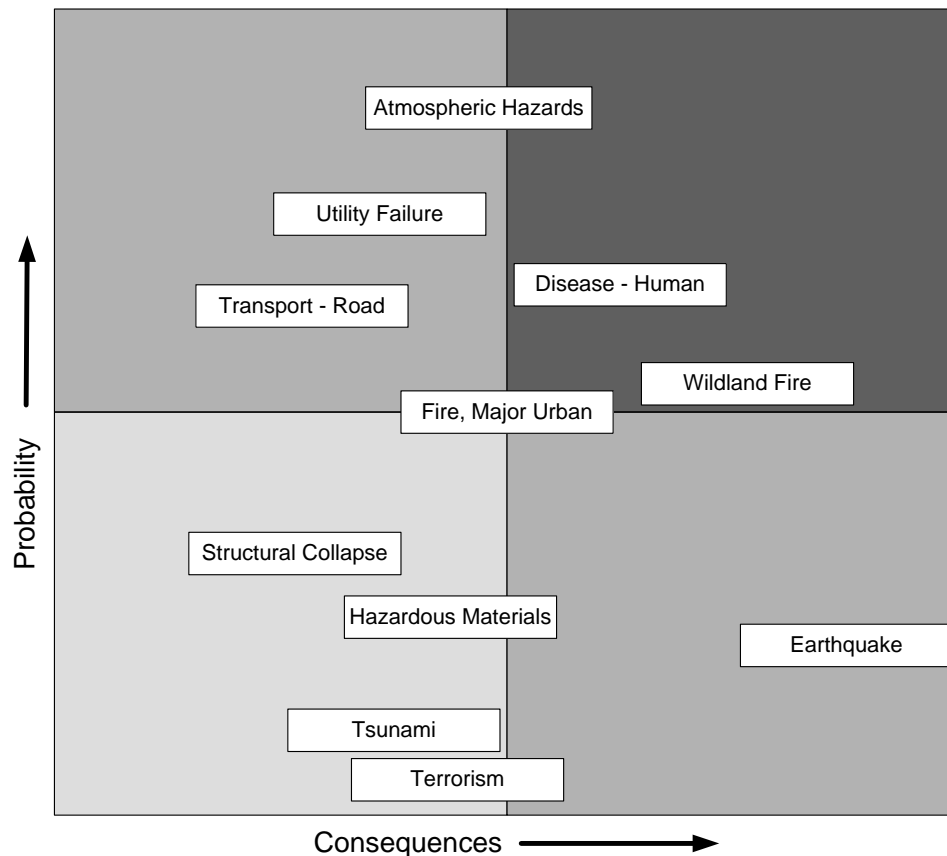 Atmospheric Hazards
Utility Failure
Disease - Human
Transport - Road
Wildland Fire
Fire, Major Urban
Probability
Structural Collapse
Hazardous Materials
Earthquake
Tsunami
Terrorism
Consequences